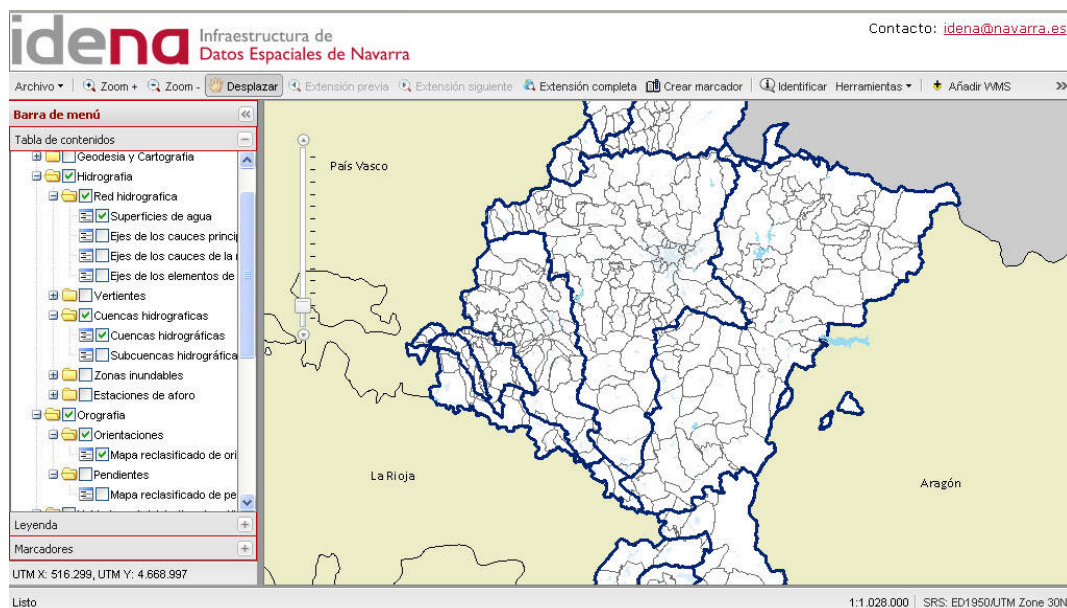 idena Infraestructura de
Datos Espaciales de Navarra
Contacto: idena@navarra.es
Archivo Zoom + Zoom - Desplazar Extensión previa Extensión siguiente Extensión completa Crear marcador Identificar Herramientas Añadir WMS »
Barra de menú «
Tabla de contenidos
Geodesia y Cartografia
Hidrografia
Red hidrografica
Superficies de agua
Ejes de los cauces princip
Ejes de los cauces de la
Ejes de los elementos de
Vertientes
Cuencas hidrograficas
Cuencas hidrográficas
Subcuencas hidrográfica
Zonas inundables
Estaciones de aforo
Orografia
Orientaciones
Mapa reclasificado de ori
Pendientes
Mapa reclasificado de pe
Leyenda
Marcadores
UTM X: 516.299, UTM Y: 4.668.997
País Vasco
La Rioja
Aragón
Listo
1:1.028.000 SRS: ED1950/UTM Zone 30N